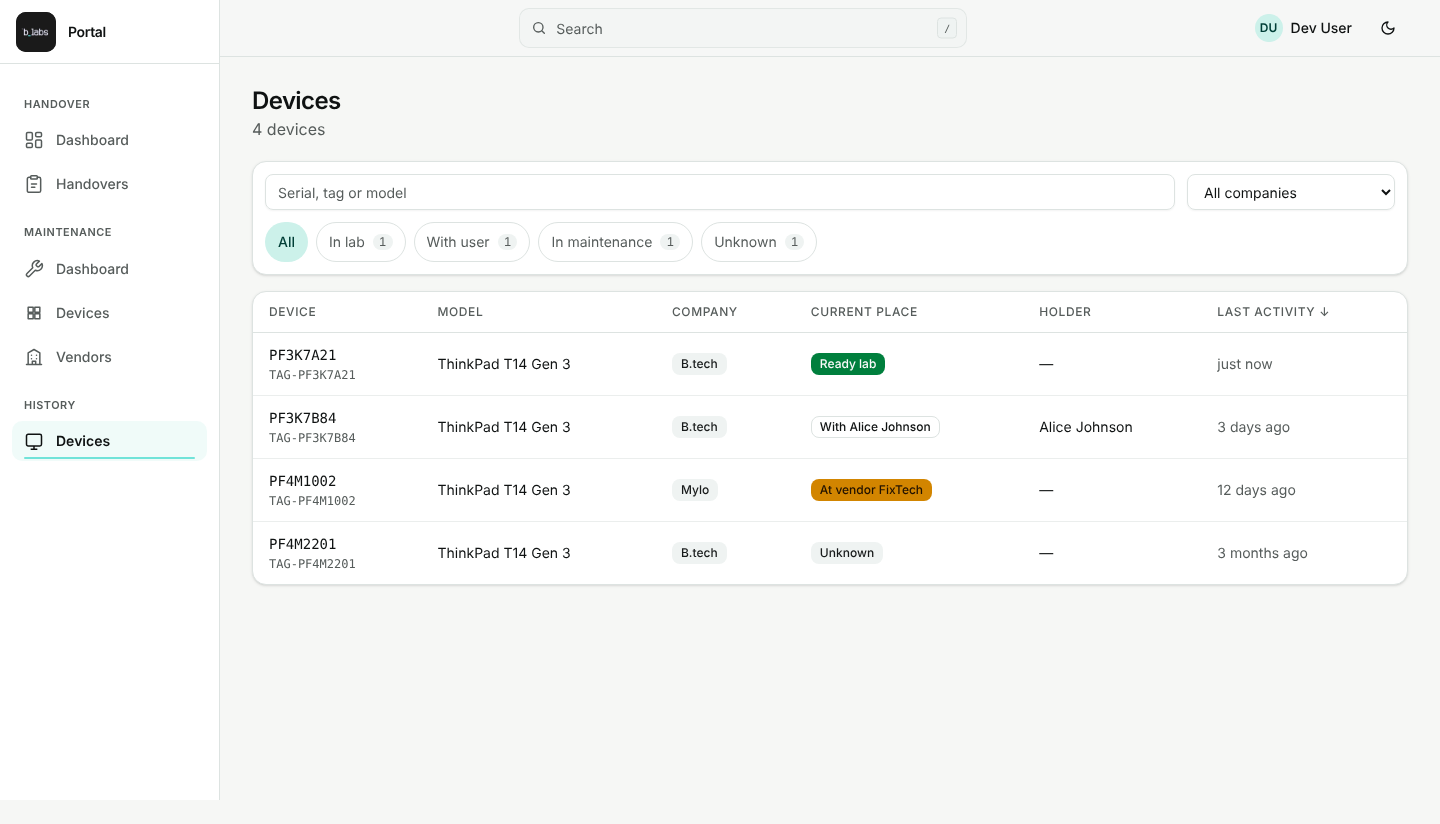 b_labs Portal
Search /
DU Dev User
HANDOVER
Dashboard
Handovers
MAINTENANCE
Dashboard
Devices
Vendors
HISTORY
Devices
Devices
4 devices
Serial, tag or model
All companies
All
In lab 1
With user 1
In maintenance 1
Unknown 1
DEVICE MODEL COMPANY CURRENT PLACE HOLDER LAST ACTIVITY ↓
PF3K7A21
TAG-PF3K7A21
ThinkPad T14 Gen 3 B.tech Ready lab — just now
PF3K7B84
TAG-PF3K7B84
ThinkPad T14 Gen 3 B.tech With Alice Johnson Alice Johnson 3 days ago
PF4M1002
TAG-PF4M1002
ThinkPad T14 Gen 3 Mylo At vendor FixTech — 12 days ago
PF4M2201
TAG-PF4M2201
ThinkPad T14 Gen 3 B.tech Unknown — 3 months ago